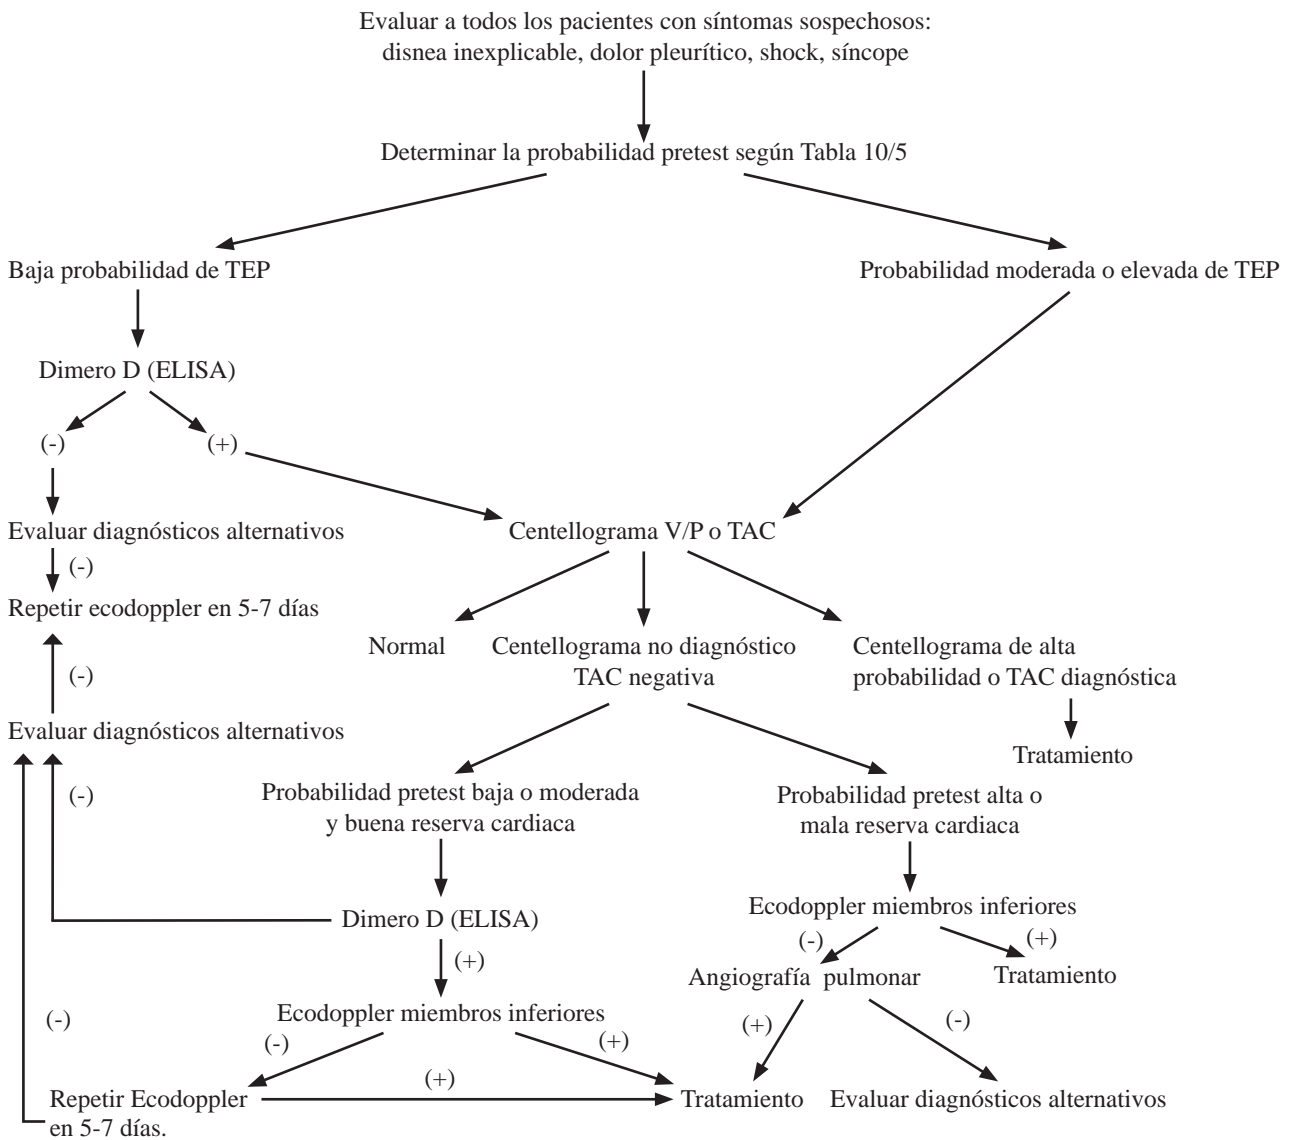 Evaluar a todos los pacientes con síntomas sospechosos:
disnea inexplicable, dolor pleurítico, shock, síncope
Determinar la probabilidad pretest según Tabla 10/5
Baja probabilidad de TEP
Probabilidad moderada o elevada de TEP
Dimero D (ELISA)
(-)
(+)
Evaluar diagnósticos alternativos
Centellograma V/P o TAC
(-)
Repetir ecodoppler en 5-7 días
Normal
Centellograma no diagnóstico
TAC negativa
Centellograma de alta
probabilidad o TAC diagnóstica
(-)
Evaluar diagnósticos alternativos
Tratamiento
(-)
Probabilidad pretest baja o moderada
y buena reserva cardiaca
Probabilidad pretest alta o
mala reserva cardiaca
Dimero D (ELISA)
Ecodoppler miembros inferiores
(-)
(+)
(+)
Angiografía pulmonar
Tratamiento
Ecodoppler miembros inferiores
(-)
(-)
(+)
(+)
(-)
(+)
Repetir Ecodoppler
en 5-7 días.
Tratamiento
Evaluar diagnósticos alternativos